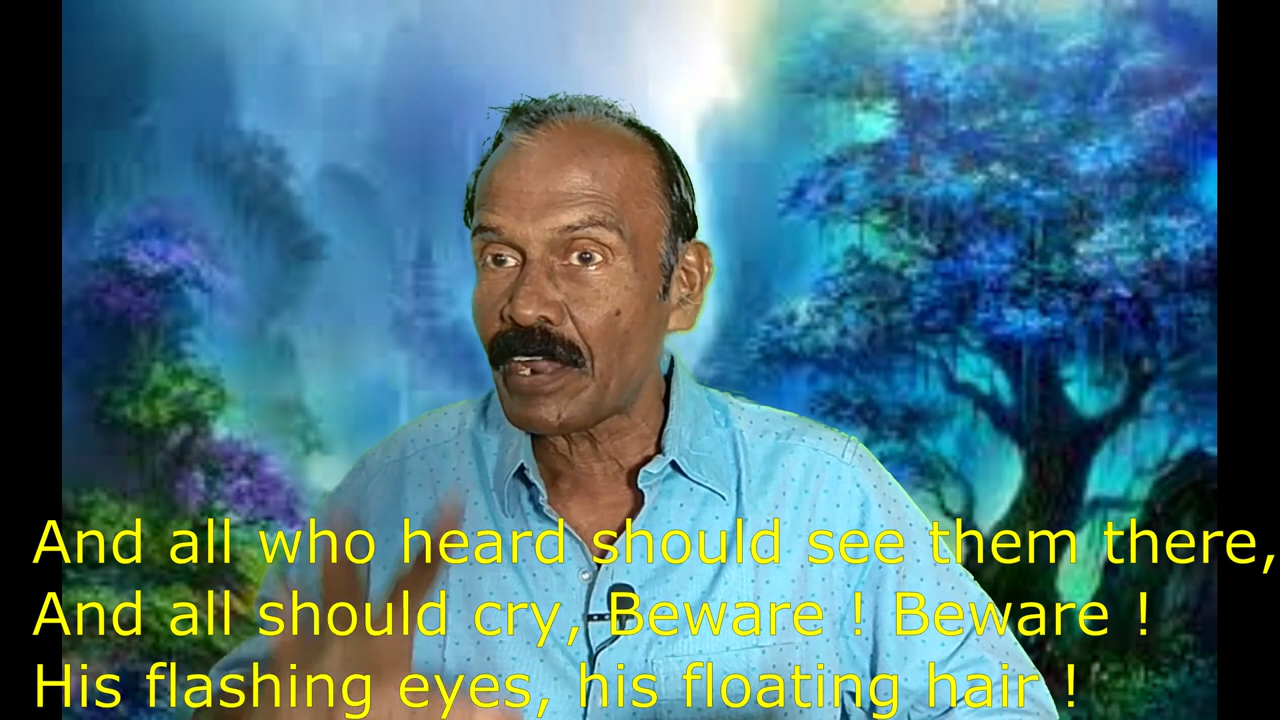 And all who heard should see them there,
And all should cry, Beware ! Beware !
His flashing eyes, his floating hair !